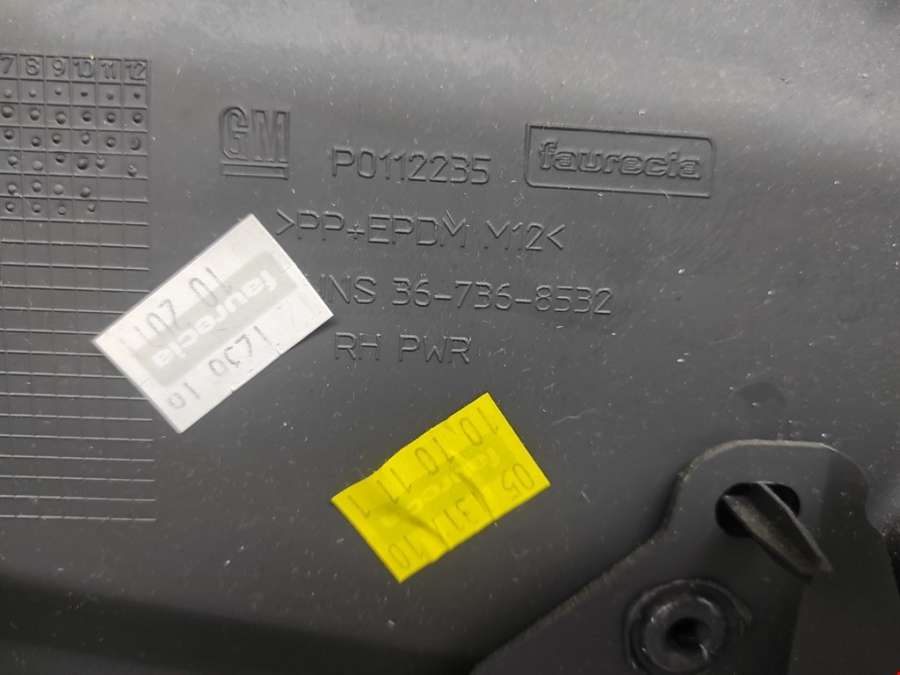 7 8 9 10 11 12
GM
P0112235
faurecia
>PP+EPDM M12<
INS 36-736-8532
RH PWR
faurecia
faurecia